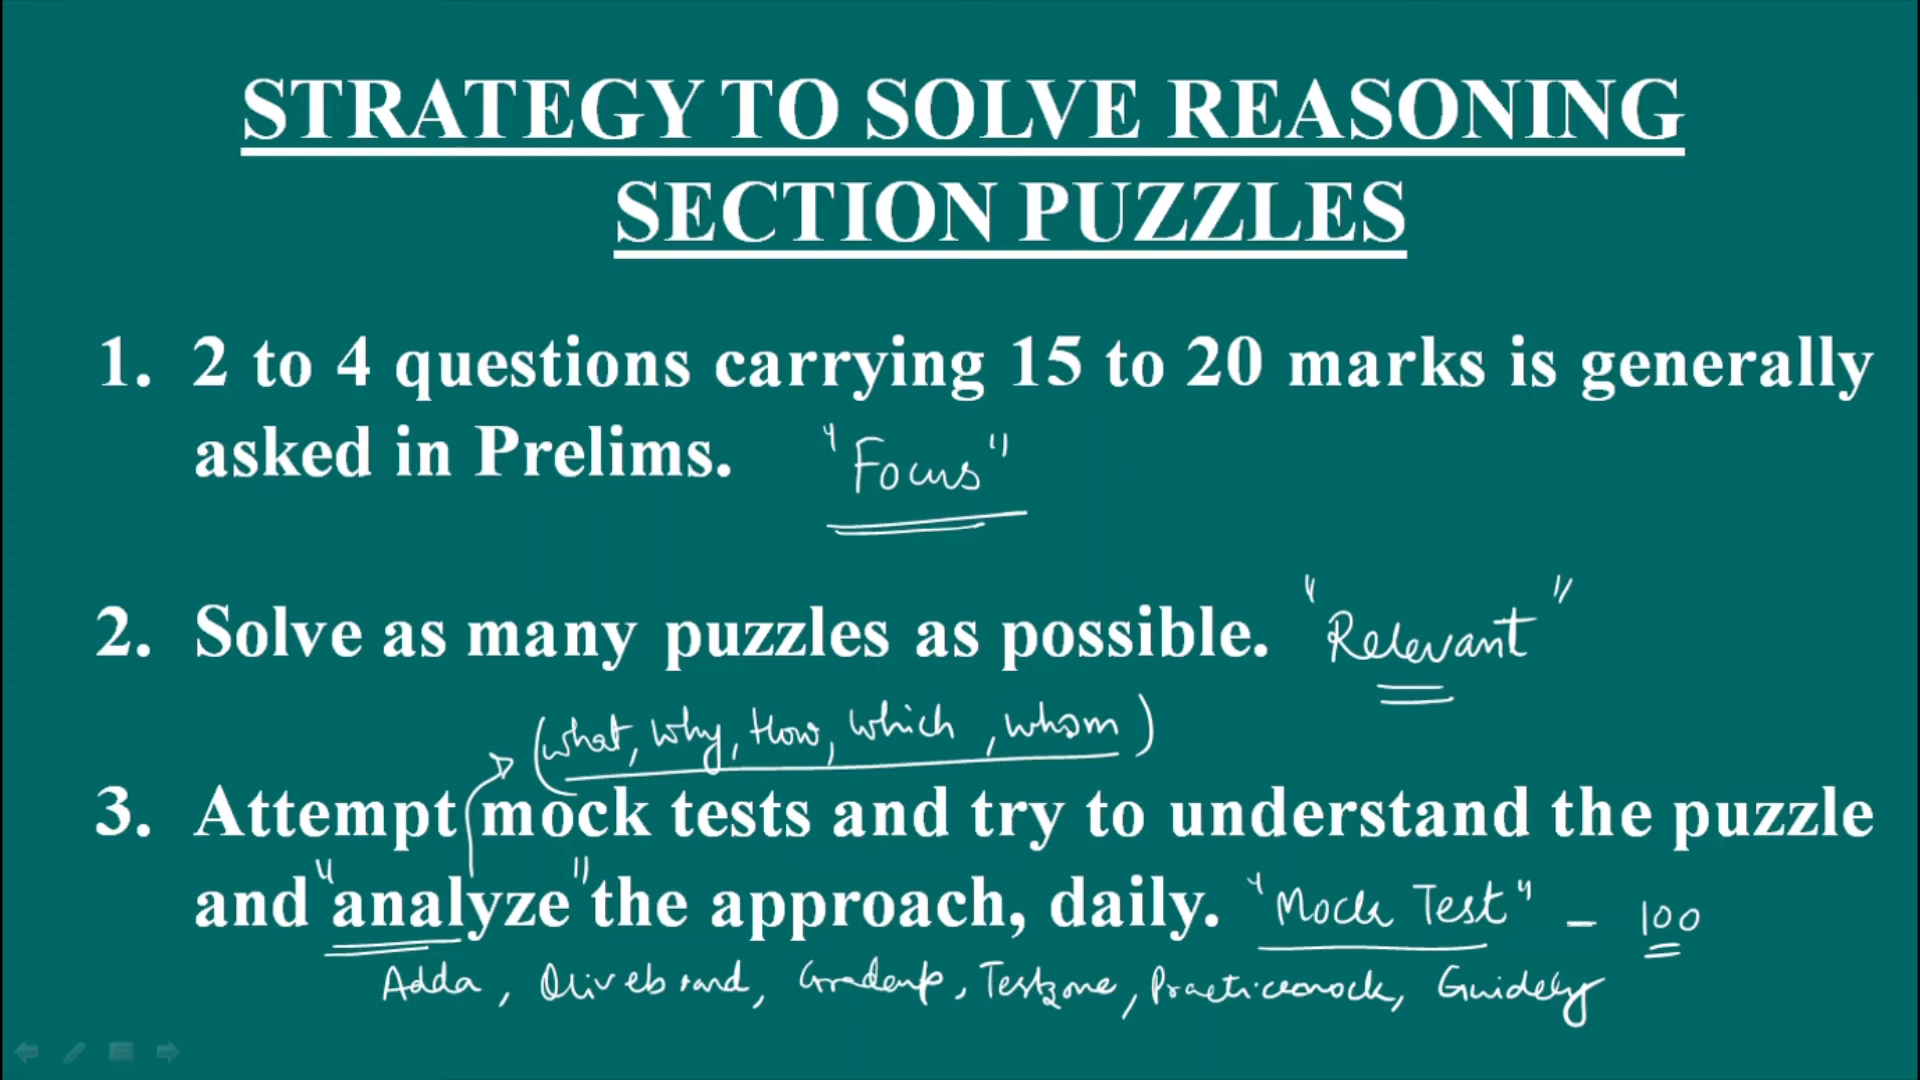 STRATEGY TO SOLVE REASONING
SECTION PUZZLES
1. 2 to 4 questions carrying 15 to 20 marks is generally
asked in Prelims. "Focus"
2. Solve as many puzzles as possible. "Relevant"
(what, why, How, which, whom)
3. Attempt mock tests and try to understand the puzzle
and "analyze" the approach, daily. "Mock Test" - 100
Adda, Oliveboard, Gradeup, Testzone, Practicemock, Guidely